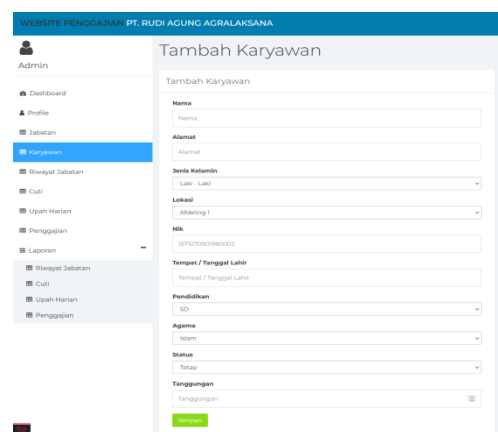 WEBSITE PENGGAJIAN PT. RUDI AGUNG AGRALAKSANA
Admin
Dashboard
Profile
Jabatan
Karyawan
Riwayat Jabatan
Cuti
Upah Harian
Penggajian
Laporan
Riwayat Jabatan
Cuti
Upah Harian
Penggajian
Tambah Karyawan
Tambah Karyawan
Nama
Nama
Alamat
Alamat
Jenis Kelamin
Laki - Laki
Lokasi
Afdeling 1
Nik
1571070901980002
Tempat / Tanggal Lahir
Tempat / Tanggal Lahir
Pendidikan
SD
Agama
Islam
Status
Tetap
Tanggungan
Tanggungan
Simpan